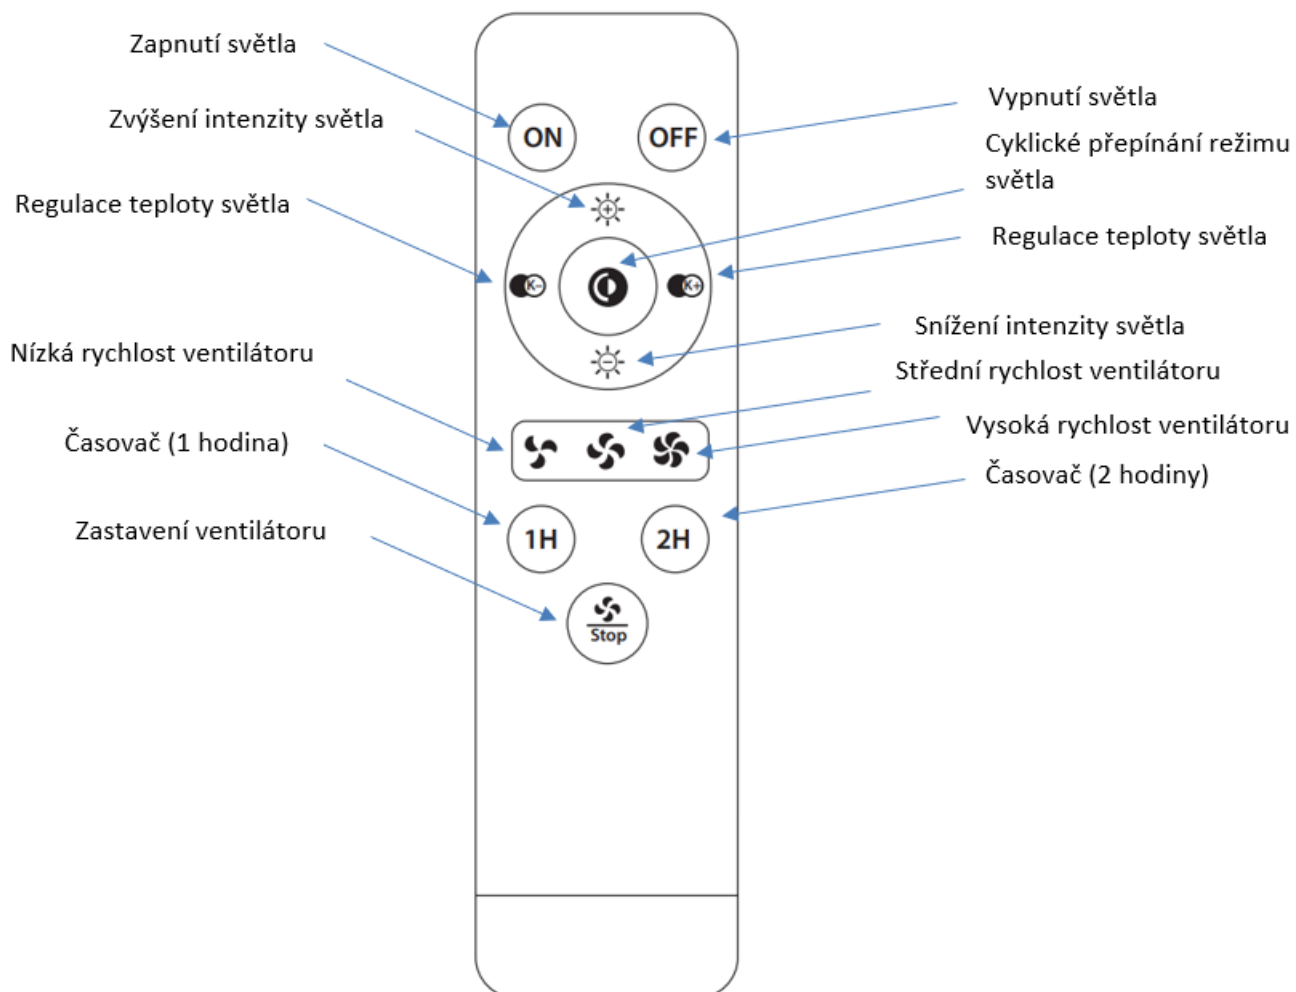 Zapnutí světla
Zvýšení intenzity světla
Regulace teploty světla
Nízká rychlost ventilátoru
Časovač (1 hodina)
Zastavení ventilátoru
ON
OFF
K–
K+
1H
2H
Stop
Vypnutí světla
Cyklické přepínání režimu
světla
Regulace teploty světla
Snížení intenzity světla
Střední rychlost ventilátoru
Vysoká rychlost ventilátoru
Časovač (2 hodiny)